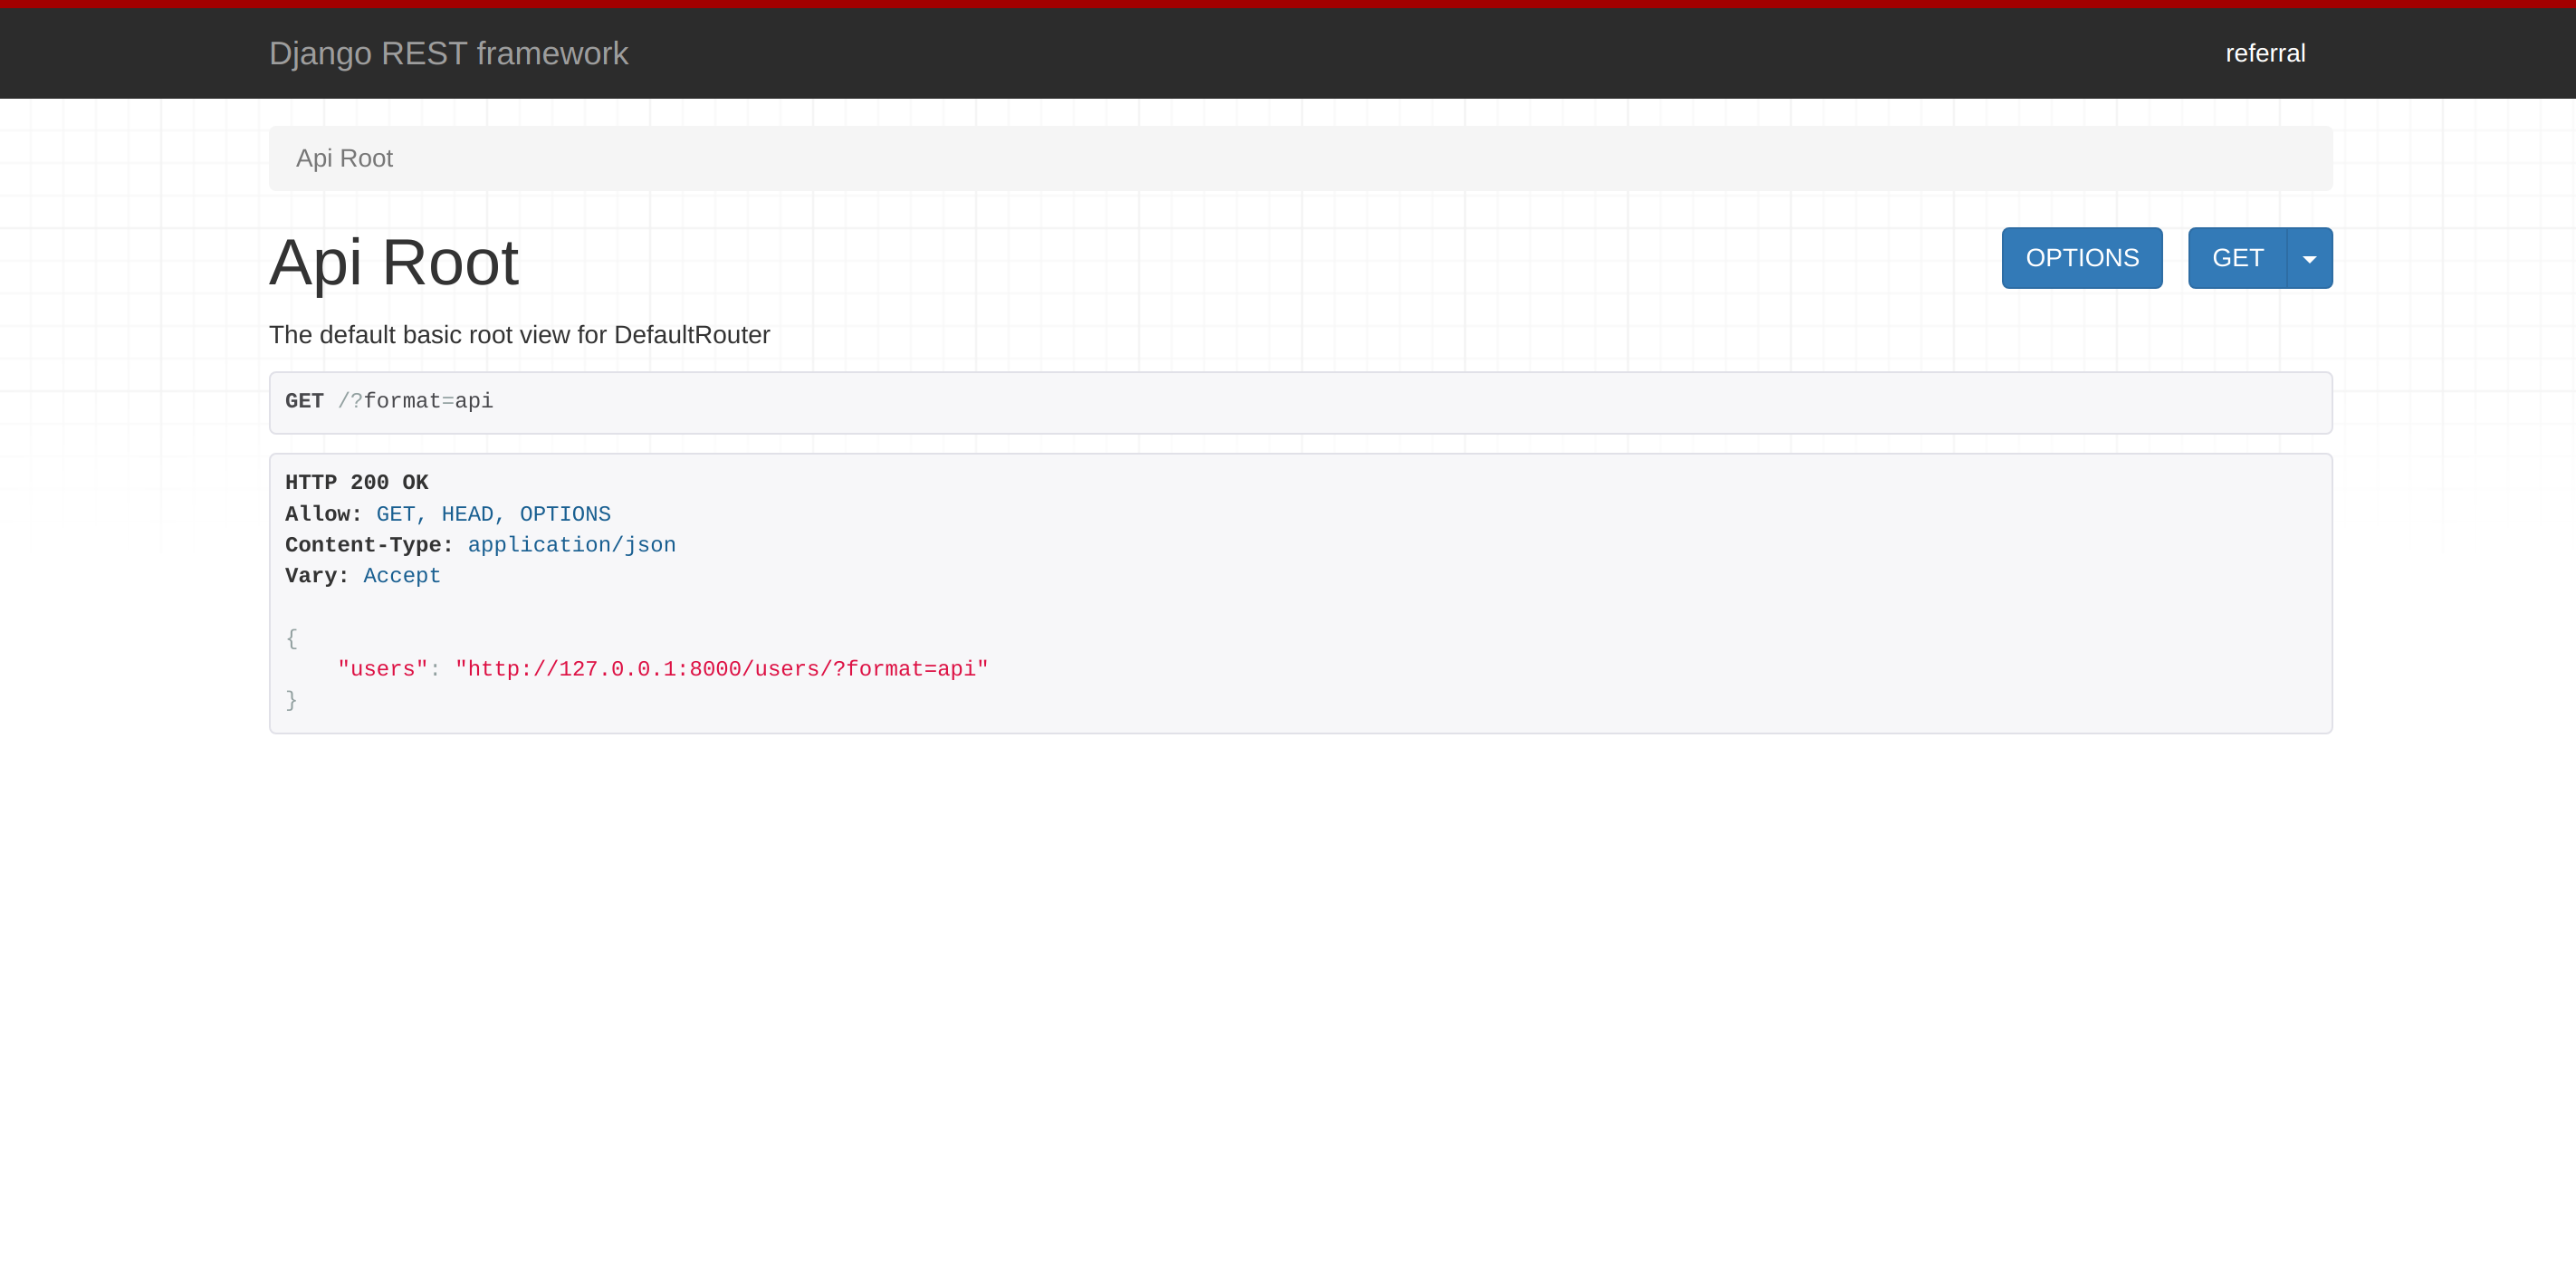 Django REST framework
referral
Api Root
Api Root
OPTIONS
GET
The default basic root view for DefaultRouter
GET /?format=api
HTTP 200 OK
Allow: GET, HEAD, OPTIONS
Content-Type: application/json
Vary: Accept
{
    "users": "http://127.0.0.1:8000/users/?format=api"
}